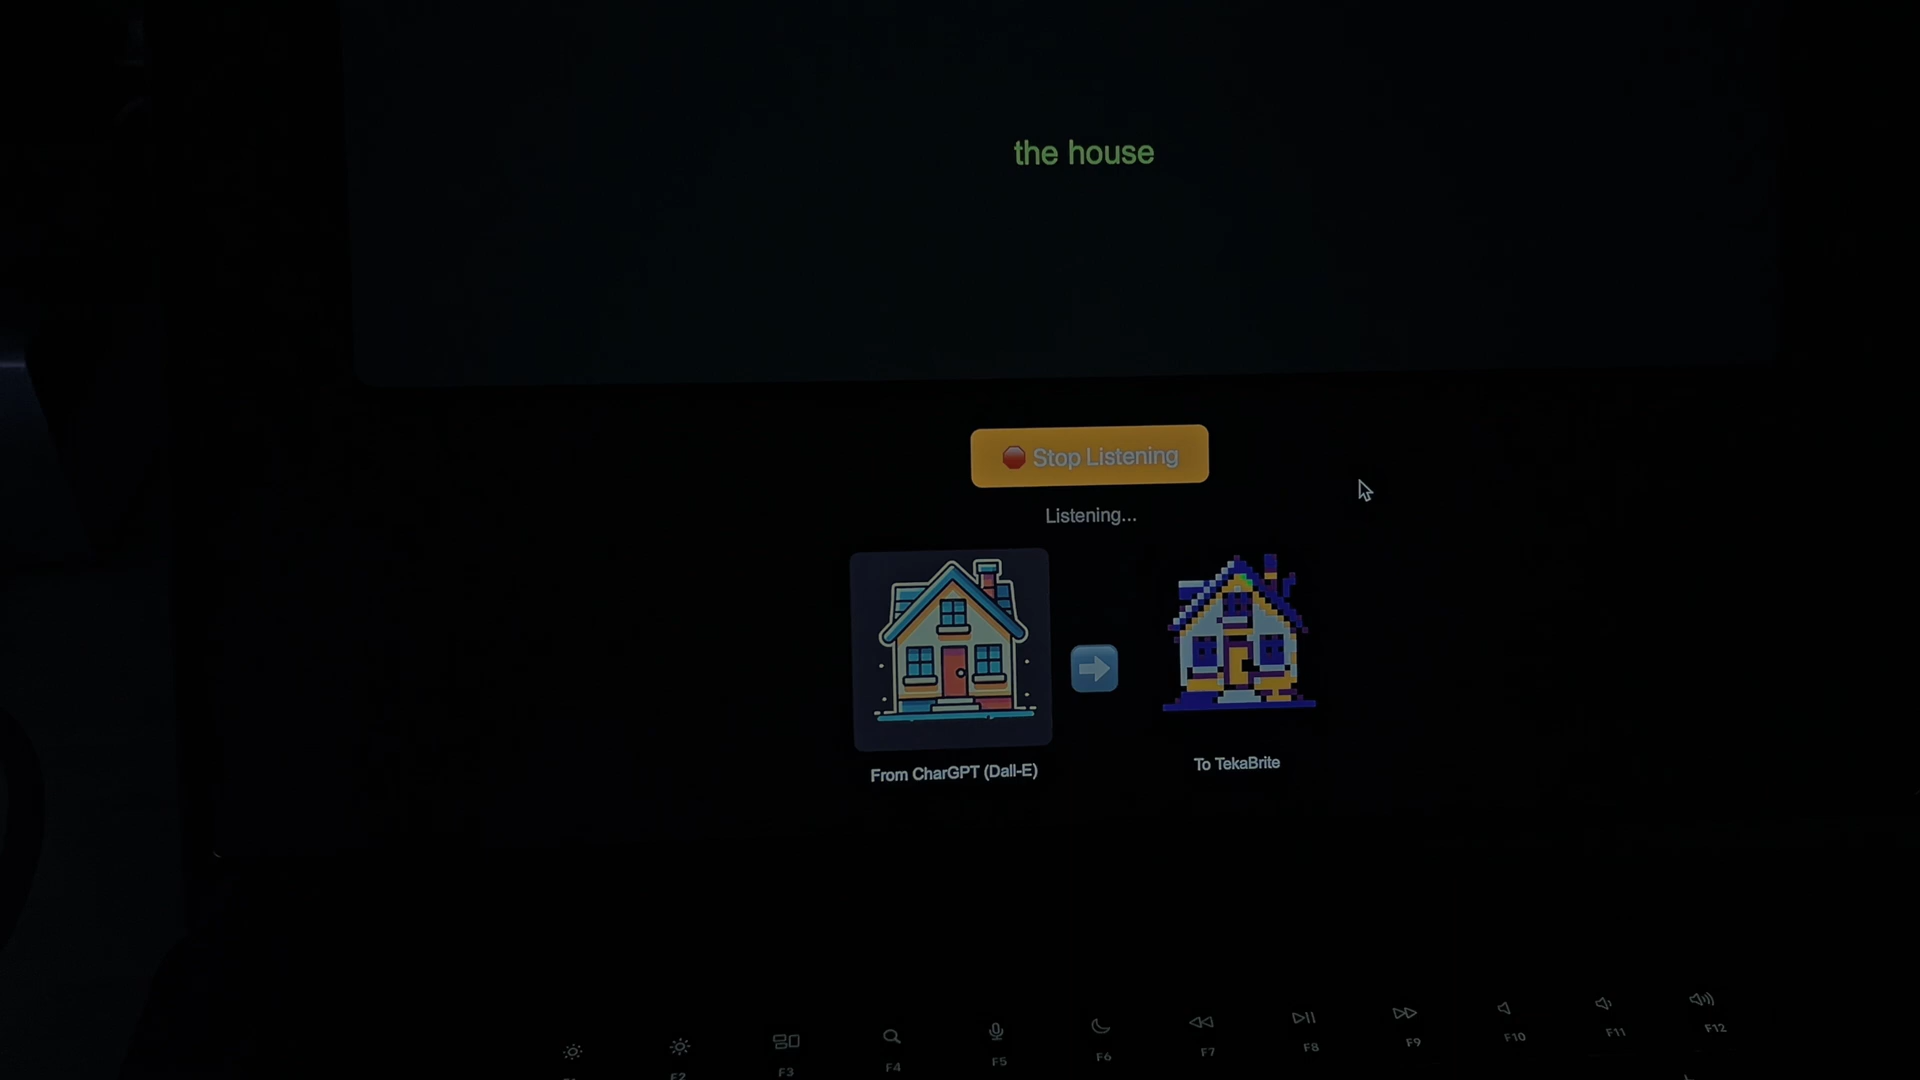 the house
Stop Listening
Listening...
From CharGPT (Dall-E)
To TekaBrite
F2
F3
F4
F5
F6
F7
F8
F9
F10
F11
F12